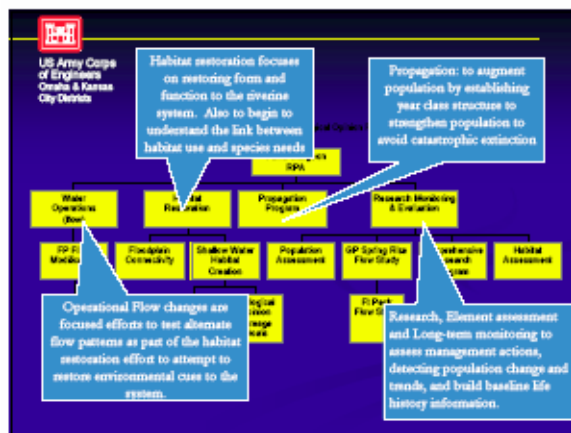 US Army Corps
of Engineers
Omaha & Kansas
City Districts
Habitat restoration focuses
on restoring form and
function to the riverine
system. Also to begin to
understand the link between
habitat use and species needs
Propagation: to augment
population by establishing
year class structure to
strengthen population to
avoid catastrophic extinction
RPA
Water
Operations
(flow)
Restoration
Propagation
Program
Research Monitoring
& Evaluation
Floodplain
Connectivity
Shallow Water
Habitat
Creation
Population
Assessment
GP Spring Rise
Flow Study
Habitat
Assessment
Operational Flow changes are
focused efforts to test alternate
flow patterns as part of the habitat
restoration effort to attempt to
restore environmental cues to the
system.
Research, Element assessment
and Long-term monitoring to
assess management actions,
detecting population change and
trends, and build baseline life
history information.